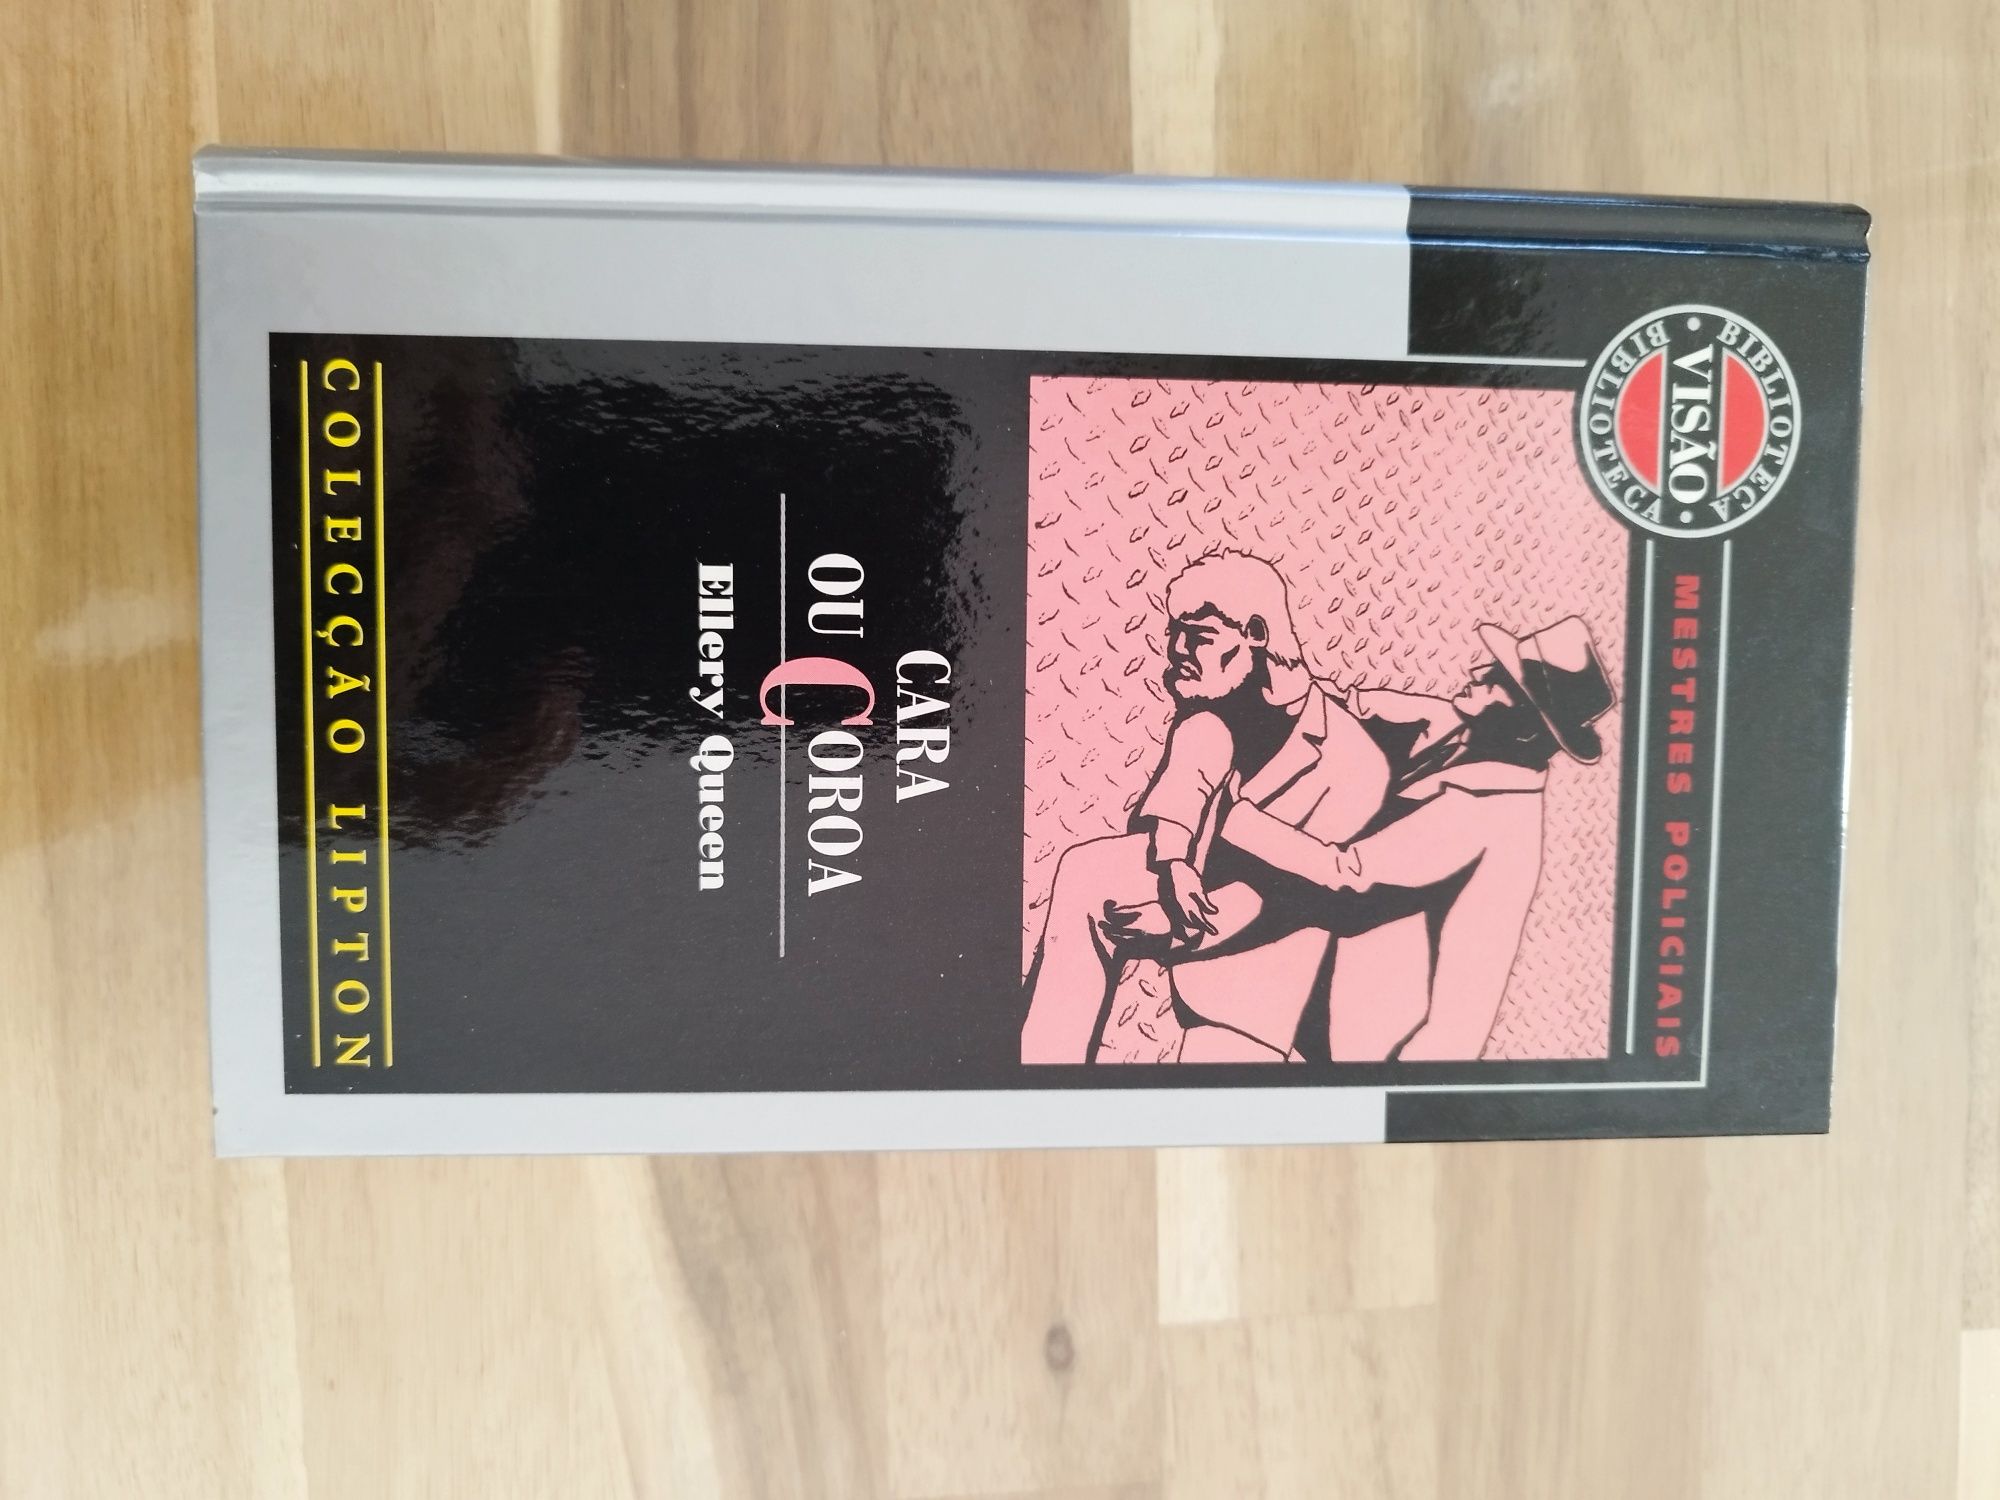 BIBLIOTECA
VISÃO
BIBLIOTECA
MESTRES POLICIAIS
CARA
OU COROA
Ellery Queen
COLECÇÃO LIPTON